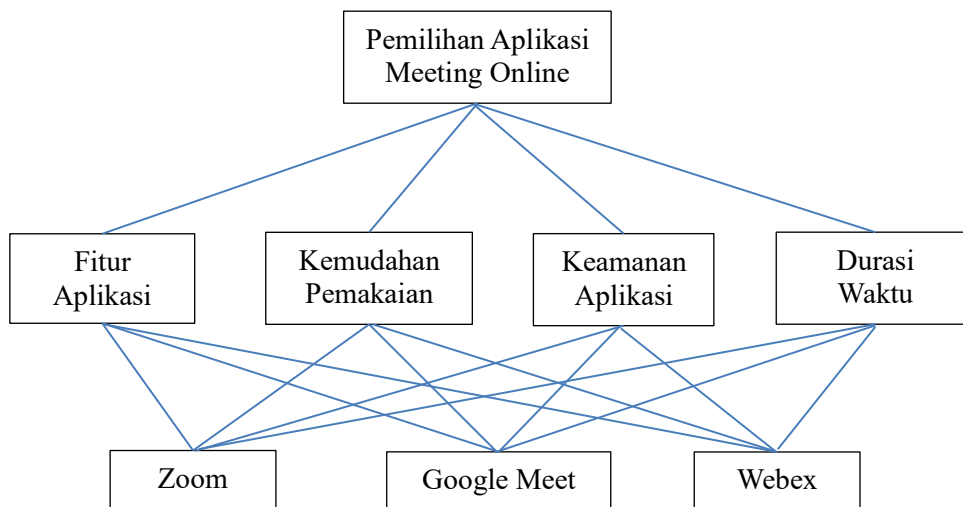 Pemilihan Aplikasi
Meeting Online
Fitur
Aplikasi
Kemudahan
Pemakaian
Keamanan
Aplikasi
Durasi
Waktu
Zoom
Google Meet
Webex